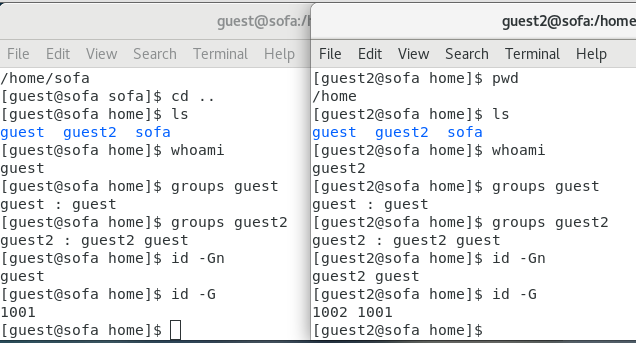 guest@sofa:/h
File Edit View Search Terminal Help
/home/sofa
[guest@sofa sofa]$ cd ..
[guest@sofa home]$ ls
guest  guest2  sofa
[guest@sofa home]$ whoami
guest
[guest@sofa home]$ groups guest
guest : guest
[guest@sofa home]$ groups guest2
guest2 : guest2 guest
[guest@sofa home]$ id -Gn
guest
[guest@sofa home]$ id -G
1001
[guest@sofa home]$
guest2@sofa:/home
File Edit View Search Terminal Help
[guest2@sofa home]$ pwd
/home
[guest2@sofa home]$ ls
guest  guest2  sofa
[guest2@sofa home]$ whoami
guest2
[guest2@sofa home]$ groups guest
guest : guest
[guest2@sofa home]$ groups guest2
guest2 : guest2 guest
[guest2@sofa home]$ id -Gn
guest2 guest
[guest2@sofa home]$ id -G
1002 1001
[guest2@sofa home]$